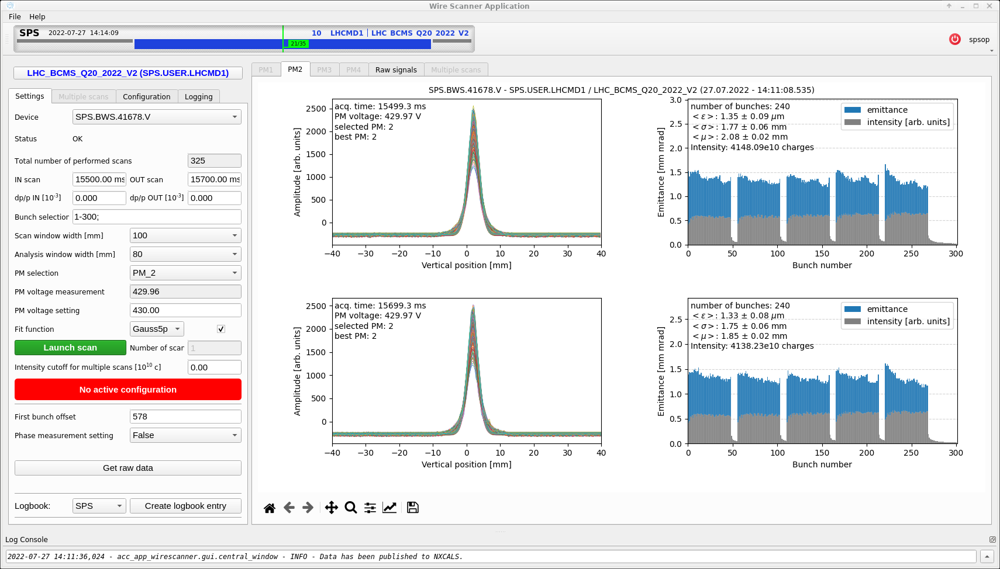 Wire Scanner Application
File Help
SPS 2022-07-27 14:14:09 10 LHCMD1 | LHC BCMS Q20 2022 V2
21/35
spsop
LHC_BCMS_Q20_2022_V2 (SPS.USER.LHCMD1)
Settings Multiple scans Configuration Logging
Device SPS.BWS.41678.V
Status OK
Total number of performed scans 325
IN scan 15500.00 ms OUT scan 15700.00 ms
dp/p IN [10⁻³] 0.000 dp/p OUT [10⁻³] 0.000
Bunch selection 1-300;
Scan window width [mm] 100
Analysis window width [mm] 80
PM selection PM_2
PM voltage measurement 429.96
PM voltage setting 430.00
Fit function Gauss5p
Launch scan Number of scar 1
Intensity cutoff for multiple scans [10¹⁰ c] 0.00
No active configuration
First bunch offset 578
Phase measurement setting False
Get raw data
Logbook: SPS Create logbook entry
PM1 PM2 PM3 PM4 Raw signals Multiple scans
SPS.BWS.41678.V - SPS.USER.LHCMD1 / LHC_BCMS_Q20_2022_V2 (27.07.2022 - 14:11:08.535)
acq. time: 15499.3 ms
PM voltage: 429.97 V
selected PM: 2
best PM: 2
Amplitude [arb. units]
2500
2000
1500
1000
500
0
−40 −30 −20 −10 0 10 20 30 40
Vertical position [mm]
number of bunches: 240
<ε>: 1.35 ± 0.09 μm
<σ>: 1.77 ± 0.06 mm
<μ>: 2.08 ± 0.02 mm
Intensity: 4148.09e10 charges
emittance
intensity [arb. units]
Emittance [mm mrad]
3.0
2.5
2.0
1.5
1.0
0.5
0.0
0 50 100 150 200 250 300
Bunch number
acq. time: 15699.3 ms
PM voltage: 429.97 V
selected PM: 2
best PM: 2
Amplitude [arb. units]
2500
2000
1500
1000
500
0
−40 −30 −20 −10 0 10 20 30 40
Vertical position [mm]
number of bunches: 240
<ε>: 1.33 ± 0.08 μm
<σ>: 1.75 ± 0.06 mm
<μ>: 1.85 ± 0.02 mm
Intensity: 4138.23e10 charges
emittance
intensity [arb. units]
Emittance [mm mrad]
2.5
2.0
1.5
1.0
0.5
0.0
0 50 100 150 200 250 300
Bunch number
Log Console
2022-07-27 14:11:36,024 - acc_app_wirescanner.gui.central_window - INFO - Data has been published to NXCALS.